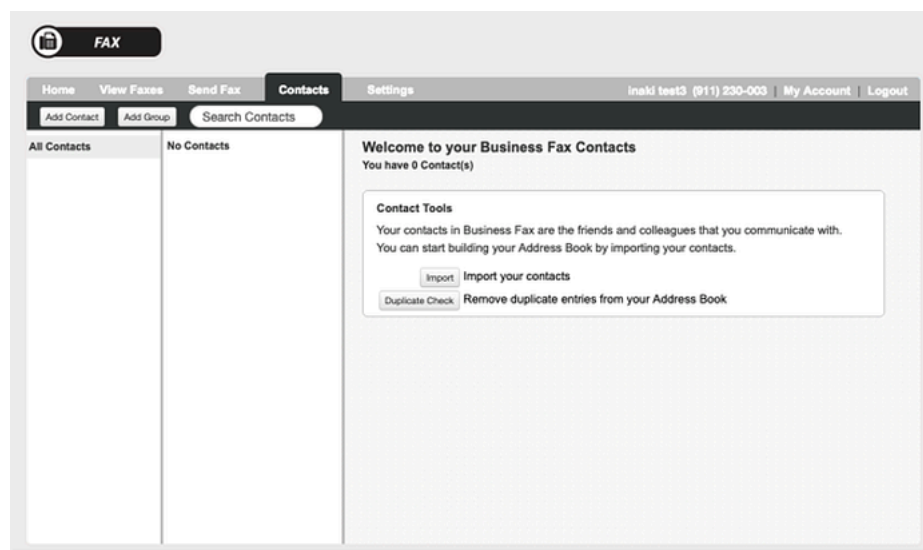 FAX
Home View Faxes Send Fax Contacts Settings inaki test3 (911) 230-003 | My Account | Logout
Add Contact Add Group Search Contacts
All Contacts
No Contacts
Welcome to your Business Fax Contacts
You have 0 Contact(s)
Contact Tools
Your contacts in Business Fax are the friends and colleagues that you communicate with.
You can start building your Address Book by importing your contacts.
Import Import your contacts
Duplicate Check Remove duplicate entries from your Address Book